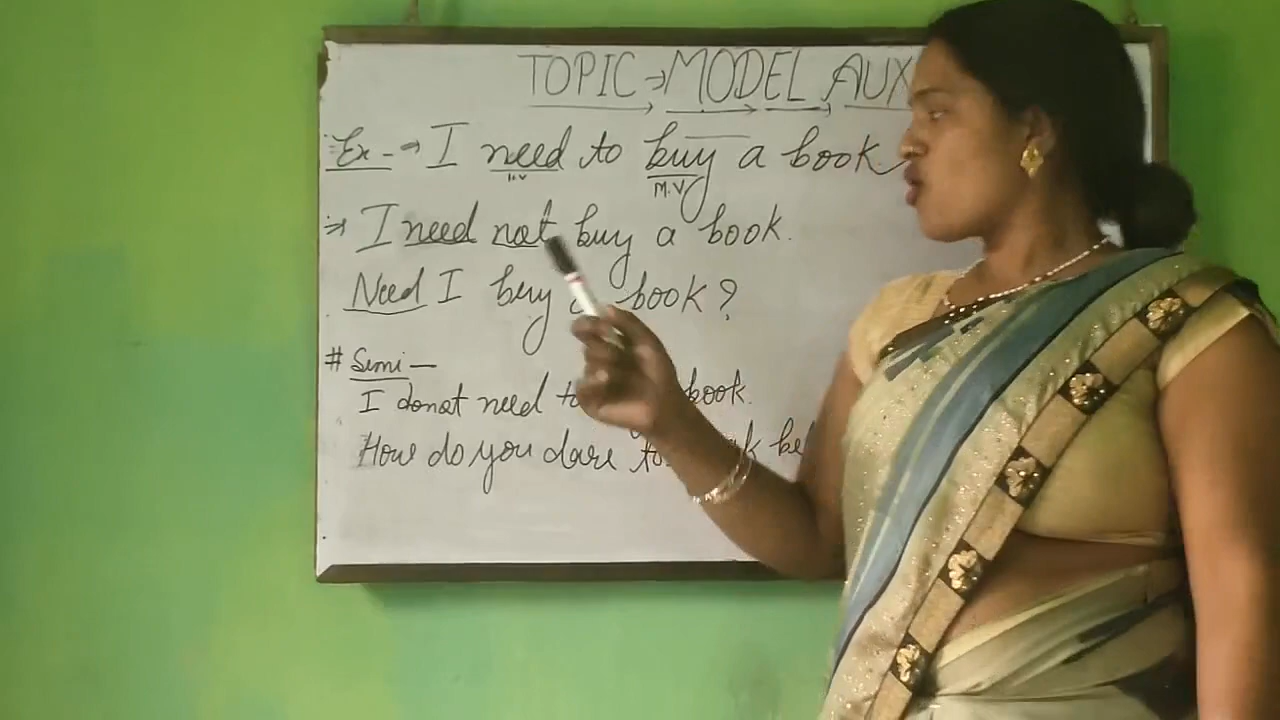 TOPIC → MODEL AUX
Ex - → I need to buy a book
M.V
→ I need not buy a book.
Need I buy a book?
# Semi —
I donot need to book.
How do you dare to